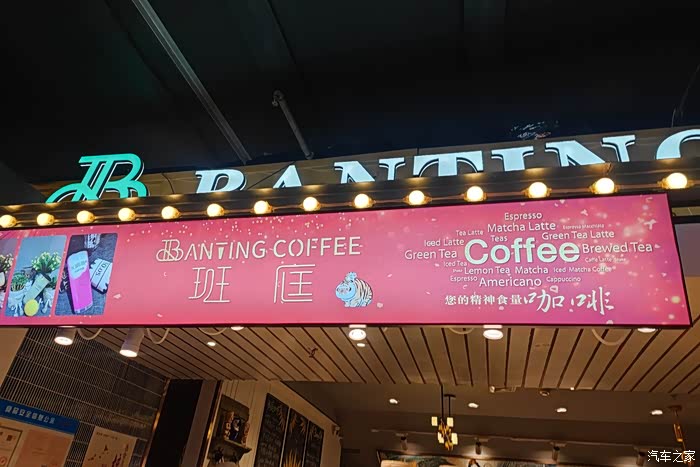 B BANTING
BANTING COFFEE
班庭
Espresso
Tea Latte Matcha Latte
Iced Latte Teas Green Tea Latte
Green Tea Coffee Brewed Tea
Iced Tea
Lemon Tea Matcha Iced Matcha Coffee
Espresso Americano Cappuccino
您的精神食量咖啡
汽车之家